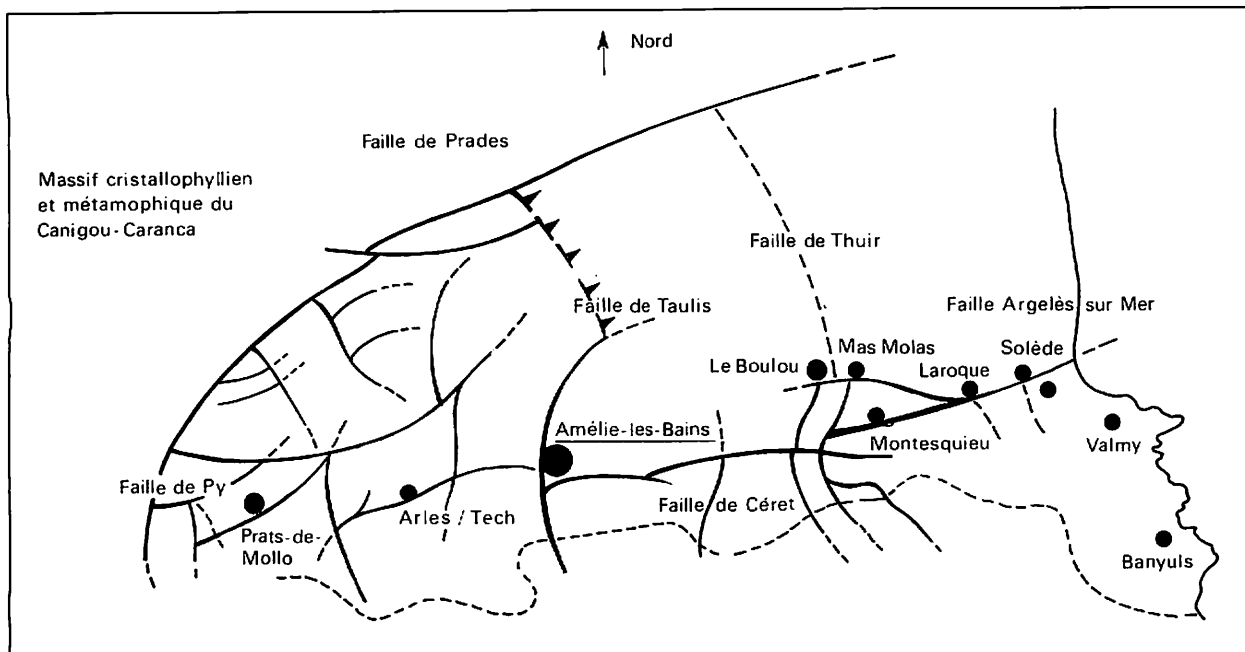 Nord
Faille de Prades
Massif cristallophyllien
et métamophique du
Canigou-Caranca
Faille de Thuir
Faille de Taulis
Faille Argelès sur Mer
Mas Molas
Solède
Le Boulou
Laroque
Amélie-les-Bains
Montesquieu
Valmy
Faille de Py
Faille de Céret
Arles / Tech
Prats-de-
Mollo
Banyuls